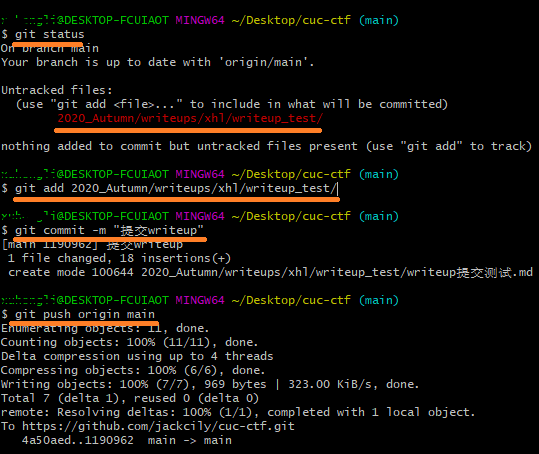 @DESKTOP-FCUIAOT MINGW64 ~/Desktop/cuc-ctf (main)
$ git status
On branch main
Your branch is up to date with 'origin/main'.
Untracked files:
(use "git add <file>..." to include in what will be committed)
2020_Autumn/writeups/xhl/writeup_test/
nothing added to commit but untracked files present (use "git add" to track)
@DESKTOP-FCUIAOT MINGW64 ~/Desktop/cuc-ctf (main)
$ git add 2020_Autumn/writeups/xhl/writeup_test/
@DESKTOP-FCUIAOT MINGW64 ~/Desktop/cuc-ctf (main)
$ git commit -m "提交writeup"
[main 1190962] 提交writeup
1 file changed, 18 insertions(+)
create mode 100644 2020_Autumn/writeups/xhl/writeup_test/writeup提交测试.md
@DESKTOP-FCUIAOT MINGW64 ~/Desktop/cuc-ctf (main)
$ git push origin main
Enumerating objects: 11, done.
Counting objects: 100% (11/11), done.
Delta compression using up to 4 threads
Compressing objects: 100% (6/6), done.
Writing objects: 100% (7/7), 969 bytes | 323.00 KiB/s, done.
Total 7 (delta 1), reused 0 (delta 0)
remote: Resolving deltas: 100% (1/1), completed with 1 local object.
To https://github.com/jackcily/cuc-ctf.git
4a50aed..1190962  main -> main